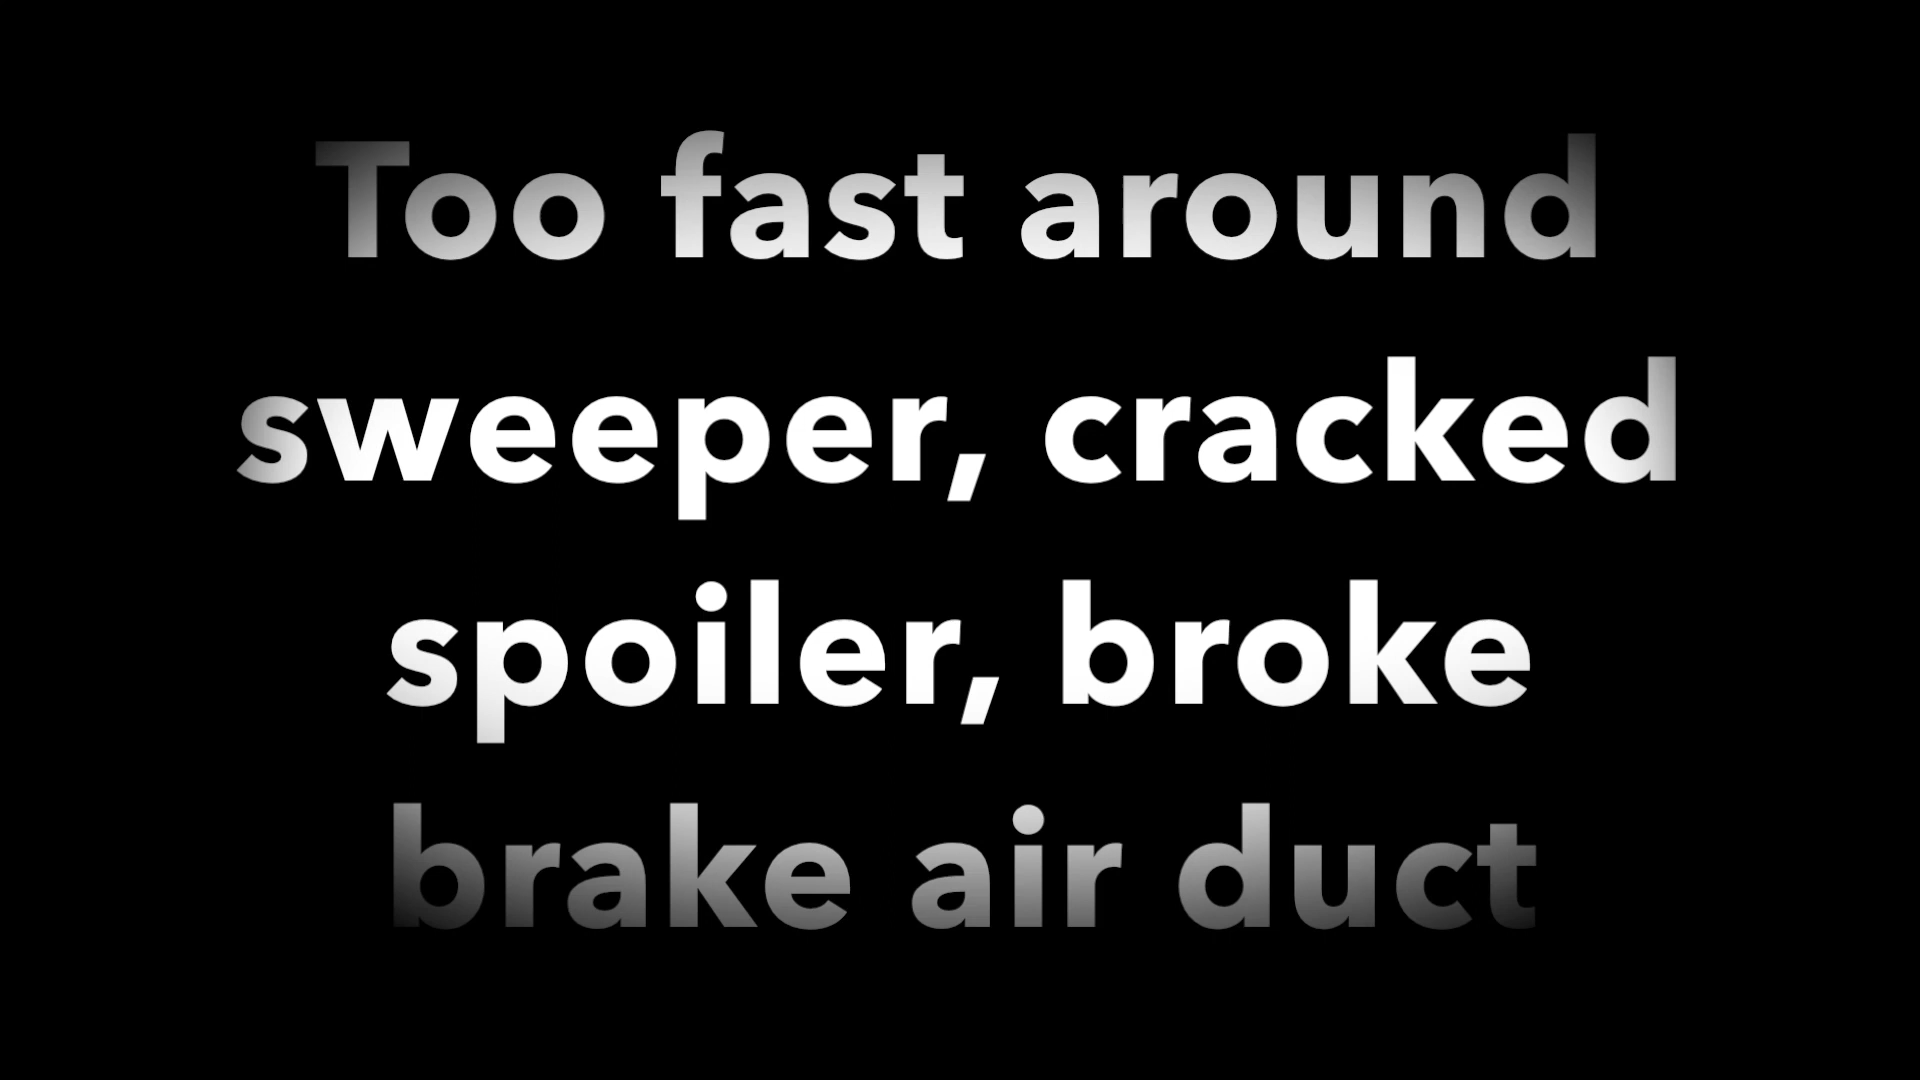 Too fast around
sweeper, cracked
spoiler, broke
brake air duct